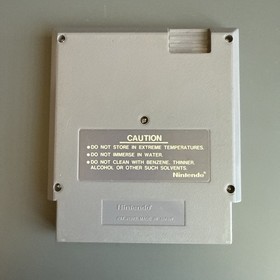 CAUTION
•DO NOT STORE IN EXTREME TEMPERATURES.
•DO NOT IMMERSE IN WATER.
•DO NOT CLEAN WITH BENZENE, THINNER,
ALCOHOL OR OTHER SUCH SOLVENTS.
Nintendo®
Nintendo®